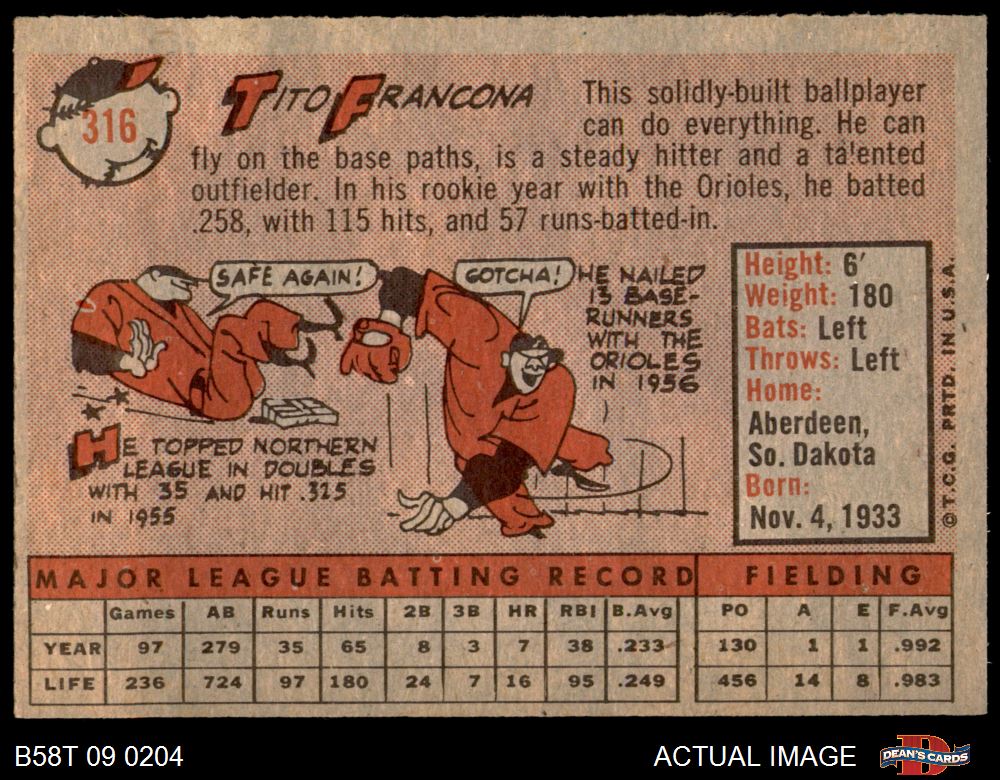 316
TITO FRANCONA
This solidly-built ballplayer
can do everything. He can
fly on the base paths, is a steady hitter and a ta'ented
outfielder. In his rookie year with the Orioles, he batted
.258, with 115 hits, and 57 runs-batted-in.
SAFE AGAIN!
HE TOPPED NORTHERN
LEAGUE IN DOUBLES
WITH 35 AND HIT .315
IN 1955
GOTCHA!
HE NAILED
13 BASE-
RUNNERS
WITH THE
ORIOLES
IN 1956
Height: 6'
Weight: 180
Bats: Left
Throws: Left
Home:
Aberdeen,
So. Dakota
Born:
Nov. 4, 1933
© T.C.G. PRTD. IN U.S.A.
MAJOR LEAGUE BATTING RECORD FIELDING
Games AB Runs Hits 2B 3B HR RBI B.Avg PO A E F.Avg
YEAR 97 279 35 65 8 3 7 38 .233 130 1 1 .992
LIFE 236 724 97 180 24 7 16 95 .249 456 14 8 .983
B58T 09 0204 ACTUAL IMAGE DEAN'S CARDS